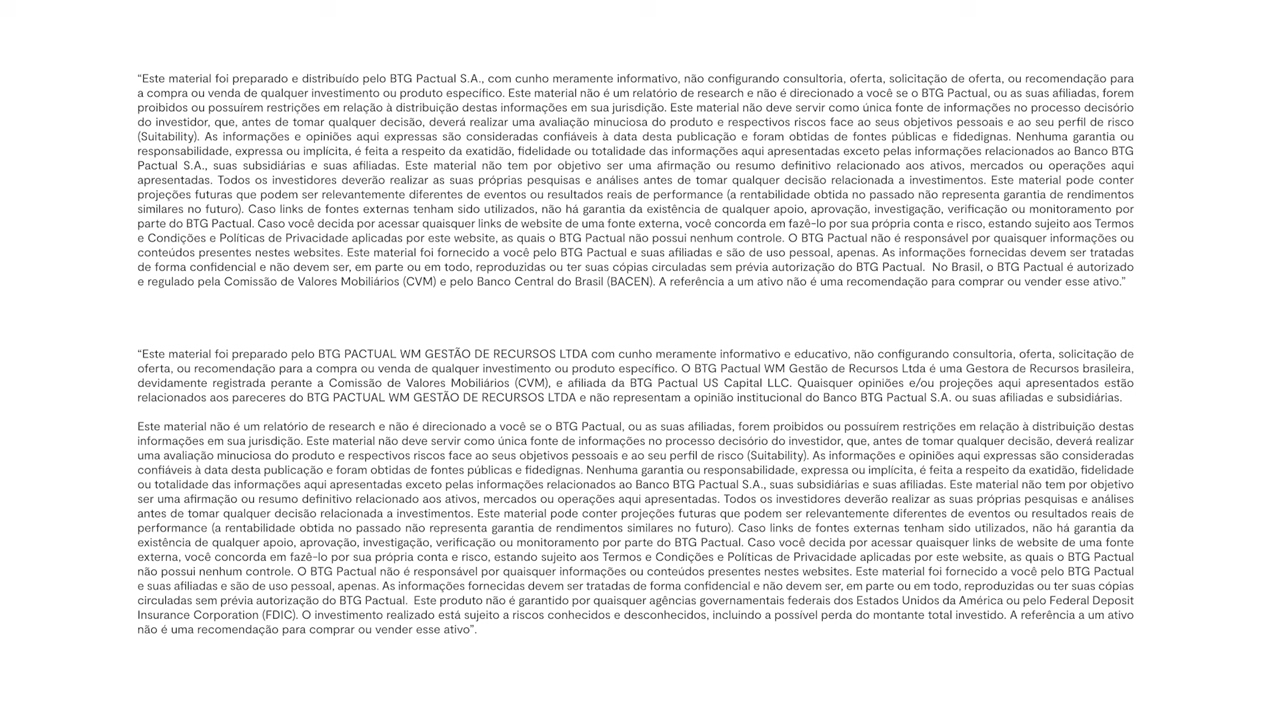 “Este material foi preparado e distribuído pelo BTG Pactual S.A., com cunho meramente informativo, não configurando consultoria, oferta, solicitação de oferta, ou recomendação para
a compra ou venda de qualquer investimento ou produto específico. Este material não é um relatório de research e não é direcionado a você se o BTG Pactual, ou as suas afiliadas, forem
proibidos ou possuírem restrições em relação à distribuição destas informações em sua jurisdição. Este material não deve servir como única fonte de informações no processo decisório
do investidor, que, antes de tomar qualquer decisão, deverá realizar uma avaliação minuciosa do produto e respectivos riscos face ao seus objetivos pessoais e ao seu perfil de risco
(Suitability). As informações e opiniões aqui expressas são consideradas confiáveis à data desta publicação e foram obtidas de fontes públicas e fidedignas. Nenhuma garantia ou
responsabilidade, expressa ou implícita, é feita a respeito da exatidão, fidelidade ou totalidade das informações aqui apresentadas exceto pelas informações relacionados ao Banco BTG
Pactual S.A., suas subsidiárias e suas afiliadas. Este material não tem por objetivo ser uma afirmação ou resumo definitivo relacionado aos ativos, mercados ou operações aqui
apresentadas. Todos os investidores deverão realizar as suas próprias pesquisas e análises antes de tomar qualquer decisão relacionada a investimentos. Este material pode conter
projeções futuras que podem ser relevantemente diferentes de eventos ou resultados reais de performance (a rentabilidade obtida no passado não representa garantia de rendimentos
similares no futuro). Caso links de fontes externas tenham sido utilizados, não há garantia da existência de qualquer apoio, aprovação, investigação, verificação ou monitoramento por
parte do BTG Pactual. Caso você decida por acessar quaisquer links de website de uma fonte externa, você concorda em fazê-lo por sua própria conta e risco, estando sujeito aos Termos
e Condições e Políticas de Privacidade aplicadas por este website, as quais o BTG Pactual não possui nenhum controle. O BTG Pactual não é responsável por quaisquer informações ou
conteúdos presentes nestes websites. Este material foi fornecido a você pelo BTG Pactual e suas afiliadas e são de uso pessoal, apenas. As informações fornecidas devem ser tratadas
de forma confidencial e não devem ser, em parte ou em todo, reproduzidas ou ter suas cópias circuladas sem prévia autorização do BTG Pactual. No Brasil, o BTG Pactual é autorizado
e regulado pela Comissão de Valores Mobiliários (CVM) e pelo Banco Central do Brasil (BACEN). A referência a um ativo não é uma recomendação para comprar ou vender esse ativo.”
“Este material foi preparado pelo BTG PACTUAL WM GESTÃO DE RECURSOS LTDA com cunho meramente informativo e educativo, não configurando consultoria, oferta, solicitação de
oferta, ou recomendação para a compra ou venda de qualquer investimento ou produto específico. O BTG Pactual WM Gestão de Recursos Ltda é uma Gestora de Recursos brasileira,
devidamente registrada perante a Comissão de Valores Mobiliários (CVM), e afiliada da BTG Pactual US Capital LLC. Quaisquer opiniões e/ou projeções aqui apresentados estão
relacionados aos pareceres do BTG PACTUAL WM GESTÃO DE RECURSOS LTDA e não representam a opinião institucional do Banco BTG Pactual S.A. ou suas afiliadas e subsidiárias.
Este material não é um relatório de research e não é direcionado a você se o BTG Pactual, ou as suas afiliadas, forem proibidos ou possuírem restrições em relação à distribuição destas
informações em sua jurisdição. Este material não deve servir como única fonte de informações no processo decisório do investidor, que, antes de tomar qualquer decisão, deverá realizar
uma avaliação minuciosa do produto e respectivos riscos face ao seus objetivos pessoais e ao seu perfil de risco (Suitability). As informações e opiniões aqui expressas são consideradas
confiáveis à data desta publicação e foram obtidas de fontes públicas e fidedignas. Nenhuma garantia ou responsabilidade, expressa ou implícita, é feita a respeito da exatidão, fidelidade
ou totalidade das informações aqui apresentadas exceto pelas informações relacionados ao Banco BTG Pactual S.A., suas subsidiárias e suas afiliadas. Este material não tem por objetivo
ser uma afirmação ou resumo definitivo relacionado aos ativos, mercados ou operações aqui apresentadas. Todos os investidores deverão realizar as suas próprias pesquisas e análises
antes de tomar qualquer decisão relacionada a investimentos. Este material pode conter projeções futuras que podem ser relevantemente diferentes de eventos ou resultados reais de
performance (a rentabilidade obtida no passado não representa garantia de rendimentos similares no futuro). Caso links de fontes externas tenham sido utilizados, não há garantia da
existência de qualquer apoio, aprovação, investigação, verificação ou monitoramento por parte do BTG Pactual. Caso você decida por acessar quaisquer links de website de uma fonte
externa, você concorda em fazê-lo por sua própria conta e risco, estando sujeito aos Termos e Condições e Políticas de Privacidade aplicadas por este website, as quais o BTG Pactual
não possui nenhum controle. O BTG Pactual não é responsável por quaisquer informações ou conteúdos presentes nestes websites. Este material foi fornecido a você pelo BTG Pactual
e suas afiliadas e são de uso pessoal, apenas. As informações fornecidas devem ser tratadas de forma confidencial e não devem ser, em parte ou em todo, reproduzidas ou ter suas cópias
circuladas sem prévia autorização do BTG Pactual. Este produto não é garantido por quaisquer agências governamentais federais dos Estados Unidos da América ou pelo Federal Deposit
Insurance Corporation (FDIC). O investimento realizado está sujeito a riscos conhecidos e desconhecidos, incluindo a possível perda do montante total investido. A referência a um ativo
não é uma recomendação para comprar ou vender esse ativo”.